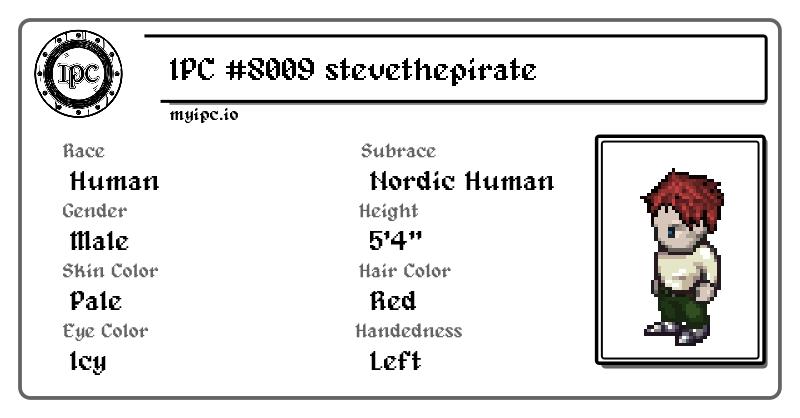 IPC
IPC #8009 stevethepirate
myipc.io
Race
Human
Subrace
Nordic Human
Gender
Male
Height
5'4"
Skin Color
Pale
Hair Color
Red
Eye Color
Icy
Handedness
Left